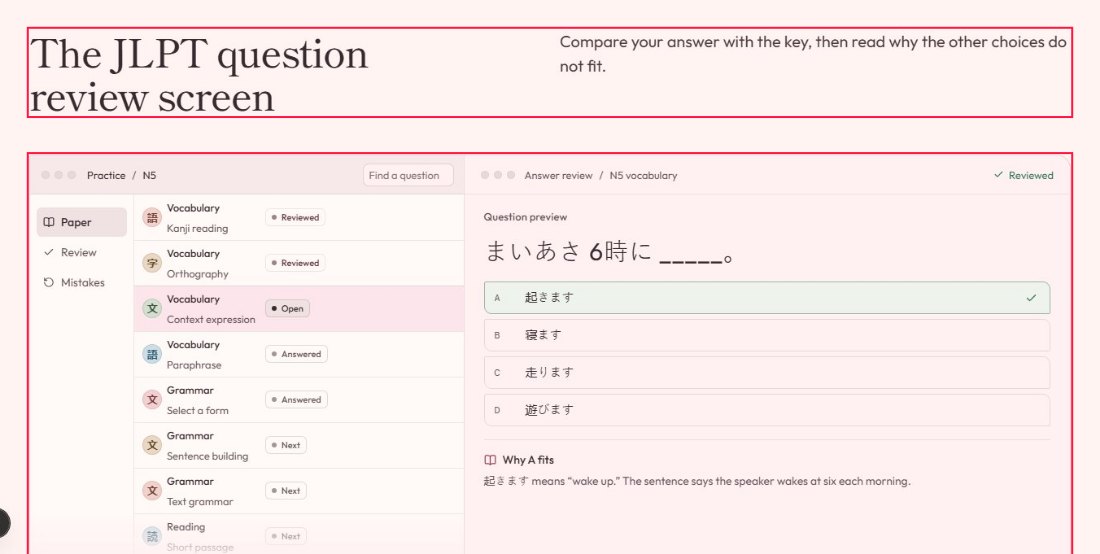 The JLPT question
review screen
Compare your answer with the key, then read why the other choices do
not fit.
Practice / N5
Find a question
Paper
Review
Mistakes
語
Vocabulary
Kanji reading
Reviewed
字
Vocabulary
Orthography
Reviewed
文
Vocabulary
Context expression
Open
語
Vocabulary
Paraphrase
Answered
文
Grammar
Select a form
Answered
文
Grammar
Sentence building
Next
文
Grammar
Text grammar
Next
読
Reading
Short passage
Next
Answer review / N5 vocabulary
Reviewed
Question preview
まいあさ 6時に _____。
A 起きます
B 寝ます
C 走ります
D 遊びます
Why A fits
起きます means “wake up.” The sentence says the speaker wakes at six each morning.